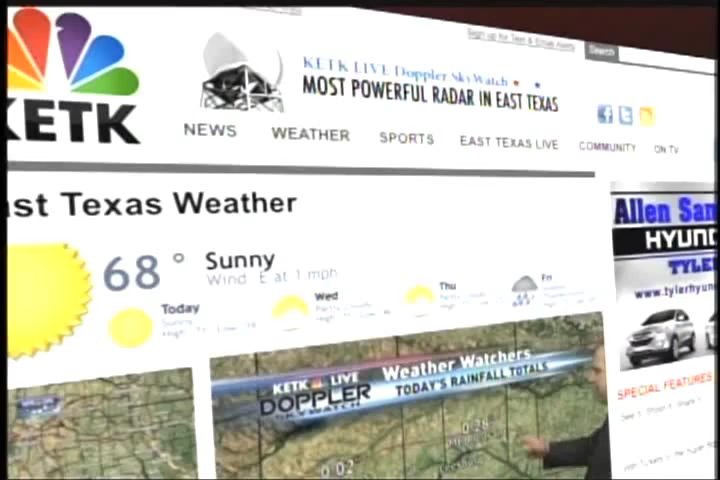 Search
KETK LIVE Doppler SkyWatch
MOST POWERFUL RADAR IN EAST TEXAS
KETK
NEWS WEATHER SPORTS EAST TEXAS LIVE COMMUNITY ON TV
ast Texas Weather
68° Sunny
Wind E at 1 mph
Today Wed Thu Fri
Sunny
Allen Sam
HYUND
TYLE
www.tylerhyun
KETK LIVE
DOPPLER
SKYWATCH
Weather Watchers
TODAY'S RAINFALL TOTALS
0.28
0.02
SPECIAL FEATURES